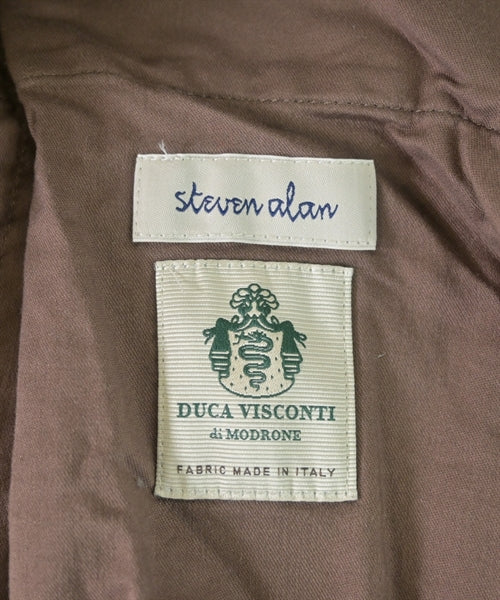 steven alan
DUCA VISCONTI
di MODRONE
FABRIC MADE IN ITALY